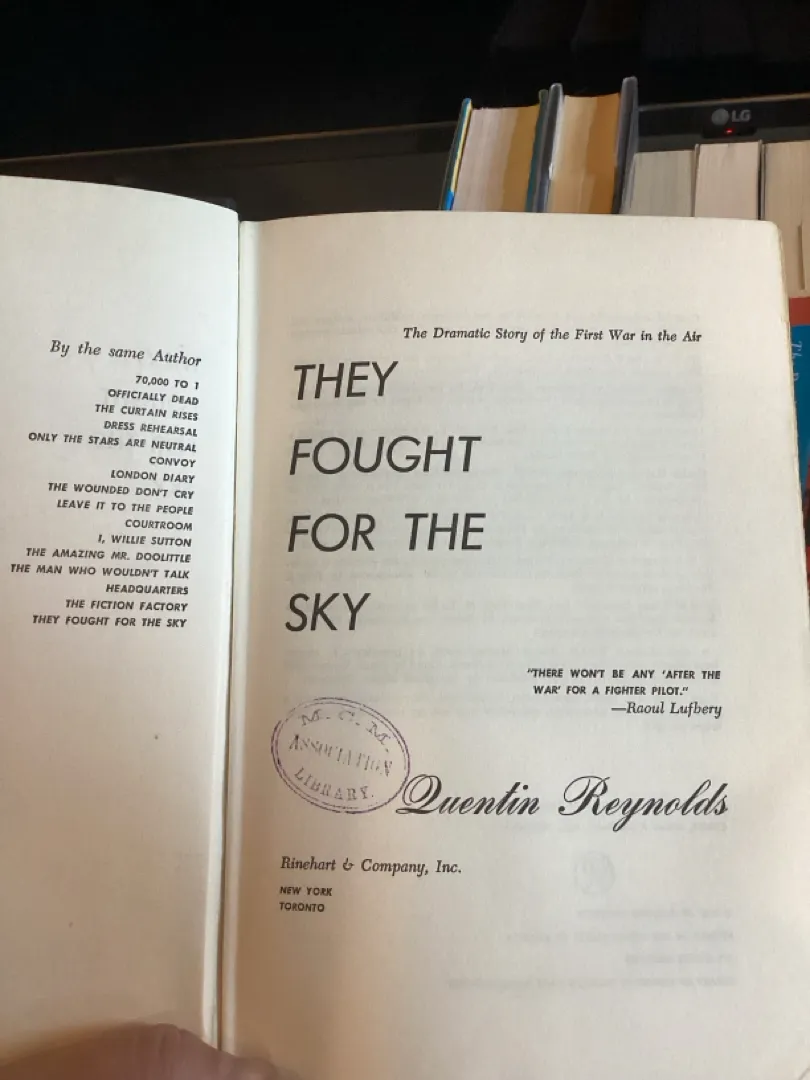 LG
By the same Author
70,000 TO 1
OFFICIALLY DEAD
THE CURTAIN RISES
DRESS REHEARSAL
ONLY THE STARS ARE NEUTRAL
CONVOY
LONDON DIARY
THE WOUNDED DON'T CRY
LEAVE IT TO THE PEOPLE
COURTROOM
I, WILLIE SUTTON
THE AMAZING MR. DOOLITTLE
THE MAN WHO WOULDN'T TALK
HEADQUARTERS
THE FICTION FACTORY
THEY FOUGHT FOR THE SKY
The Dramatic Story of the First War in the Air
THEY
FOUGHT
FOR THE
SKY
"THERE WON'T BE ANY 'AFTER THE
WAR' FOR A FIGHTER PILOT."
—Raoul Lufbery
M. C. M.
ASSOCIATION
LIBRARY.
Quentin Reynolds
Rinehart & Company, Inc.
NEW YORK
TORONTO